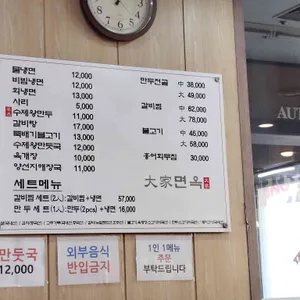 물냉면 12,000
비빔냉면 12,000
회냉면 13,000
사리 5,000
수제왕만두 11,000
갈비탕 17,000
뚝배기불고기 13,000
수제왕만둣국 12,000
육개장 11,000
양선지해장국 11,000
만두전골 中 38,000
大 49,000
갈비찜 中 62,000
大 78,000
불고기 中 45,000
大 58,000
홍어회무침 30,000
세트메뉴
갈비찜 세트(2人): 갈비찜+냉면 57,000
만두 세트(1人): 만두(2pcs)+냉면 16,000
大家면옥
만둣국
12,000
외부음식
반입금지
1인 1메뉴
주문
부탁드립니다
AUT